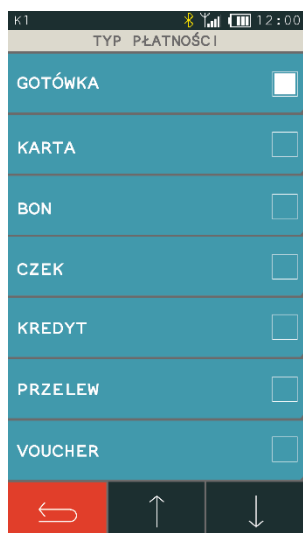 K1 12:00
TYP PŁATNOŚCI
GOTÓWKA
KARTA
BON
CZEK
KREDYT
PRZELEW
VOUCHER